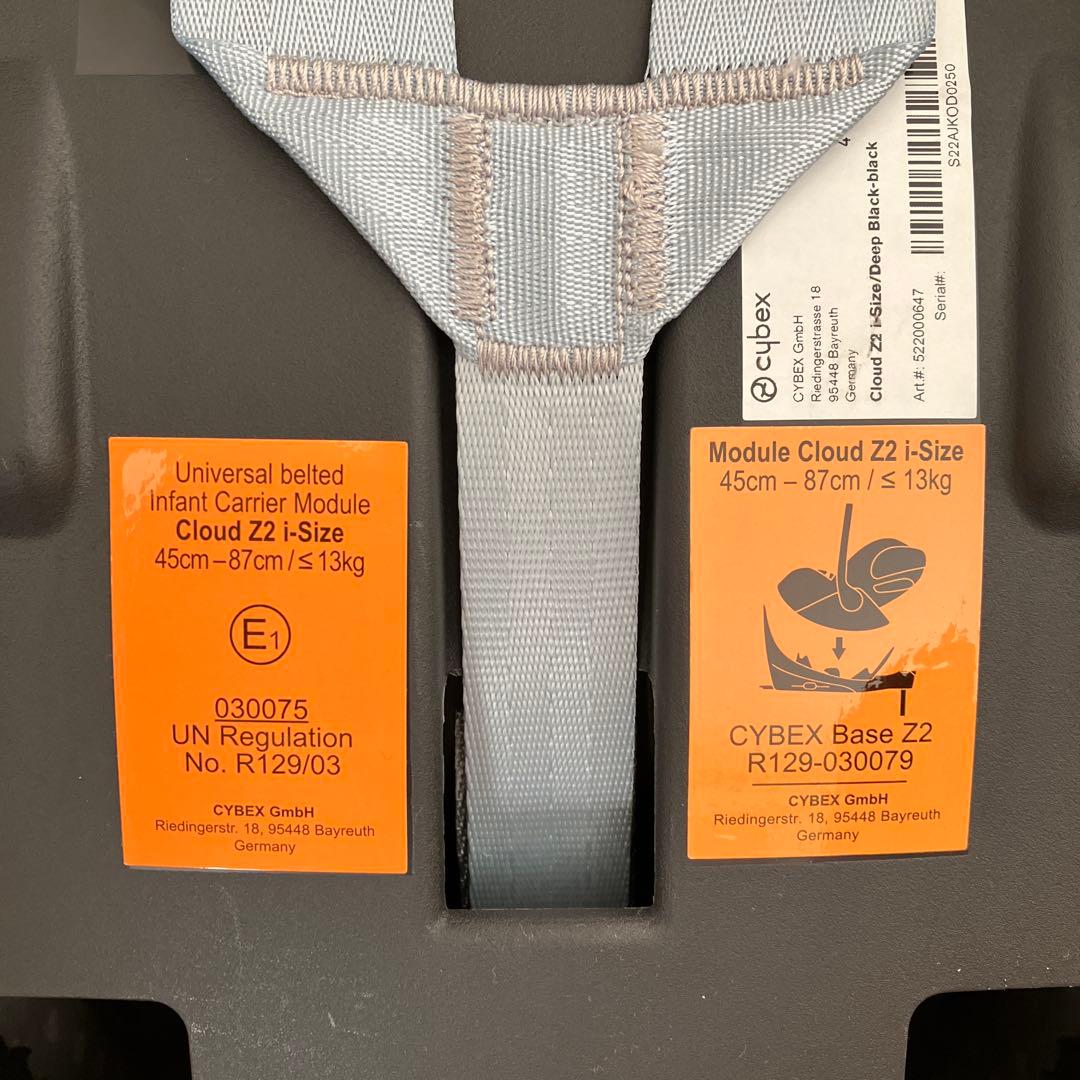 Universal belted
Infant Carrier Module
Cloud Z2 i-Size
45cm – 87cm / ≤ 13kg
E1
030075
UN Regulation
No. R129/03
CYBEX GmbH
Riedingerstr. 18, 95448 Bayreuth
Germany
cybex
CYBEX GmbH
Riedingerstrasse 18
95448 Bayreuth
Germany
Cloud Z2 i-Size/Deep Black-black
Art.#: 522000647
Serial#:
S22AJKOD0250
4
Module Cloud Z2 i-Size
45cm – 87cm / ≤ 13kg
CYBEX Base Z2
R129-030079
CYBEX GmbH
Riedingerstr. 18, 95448 Bayreuth
Germany